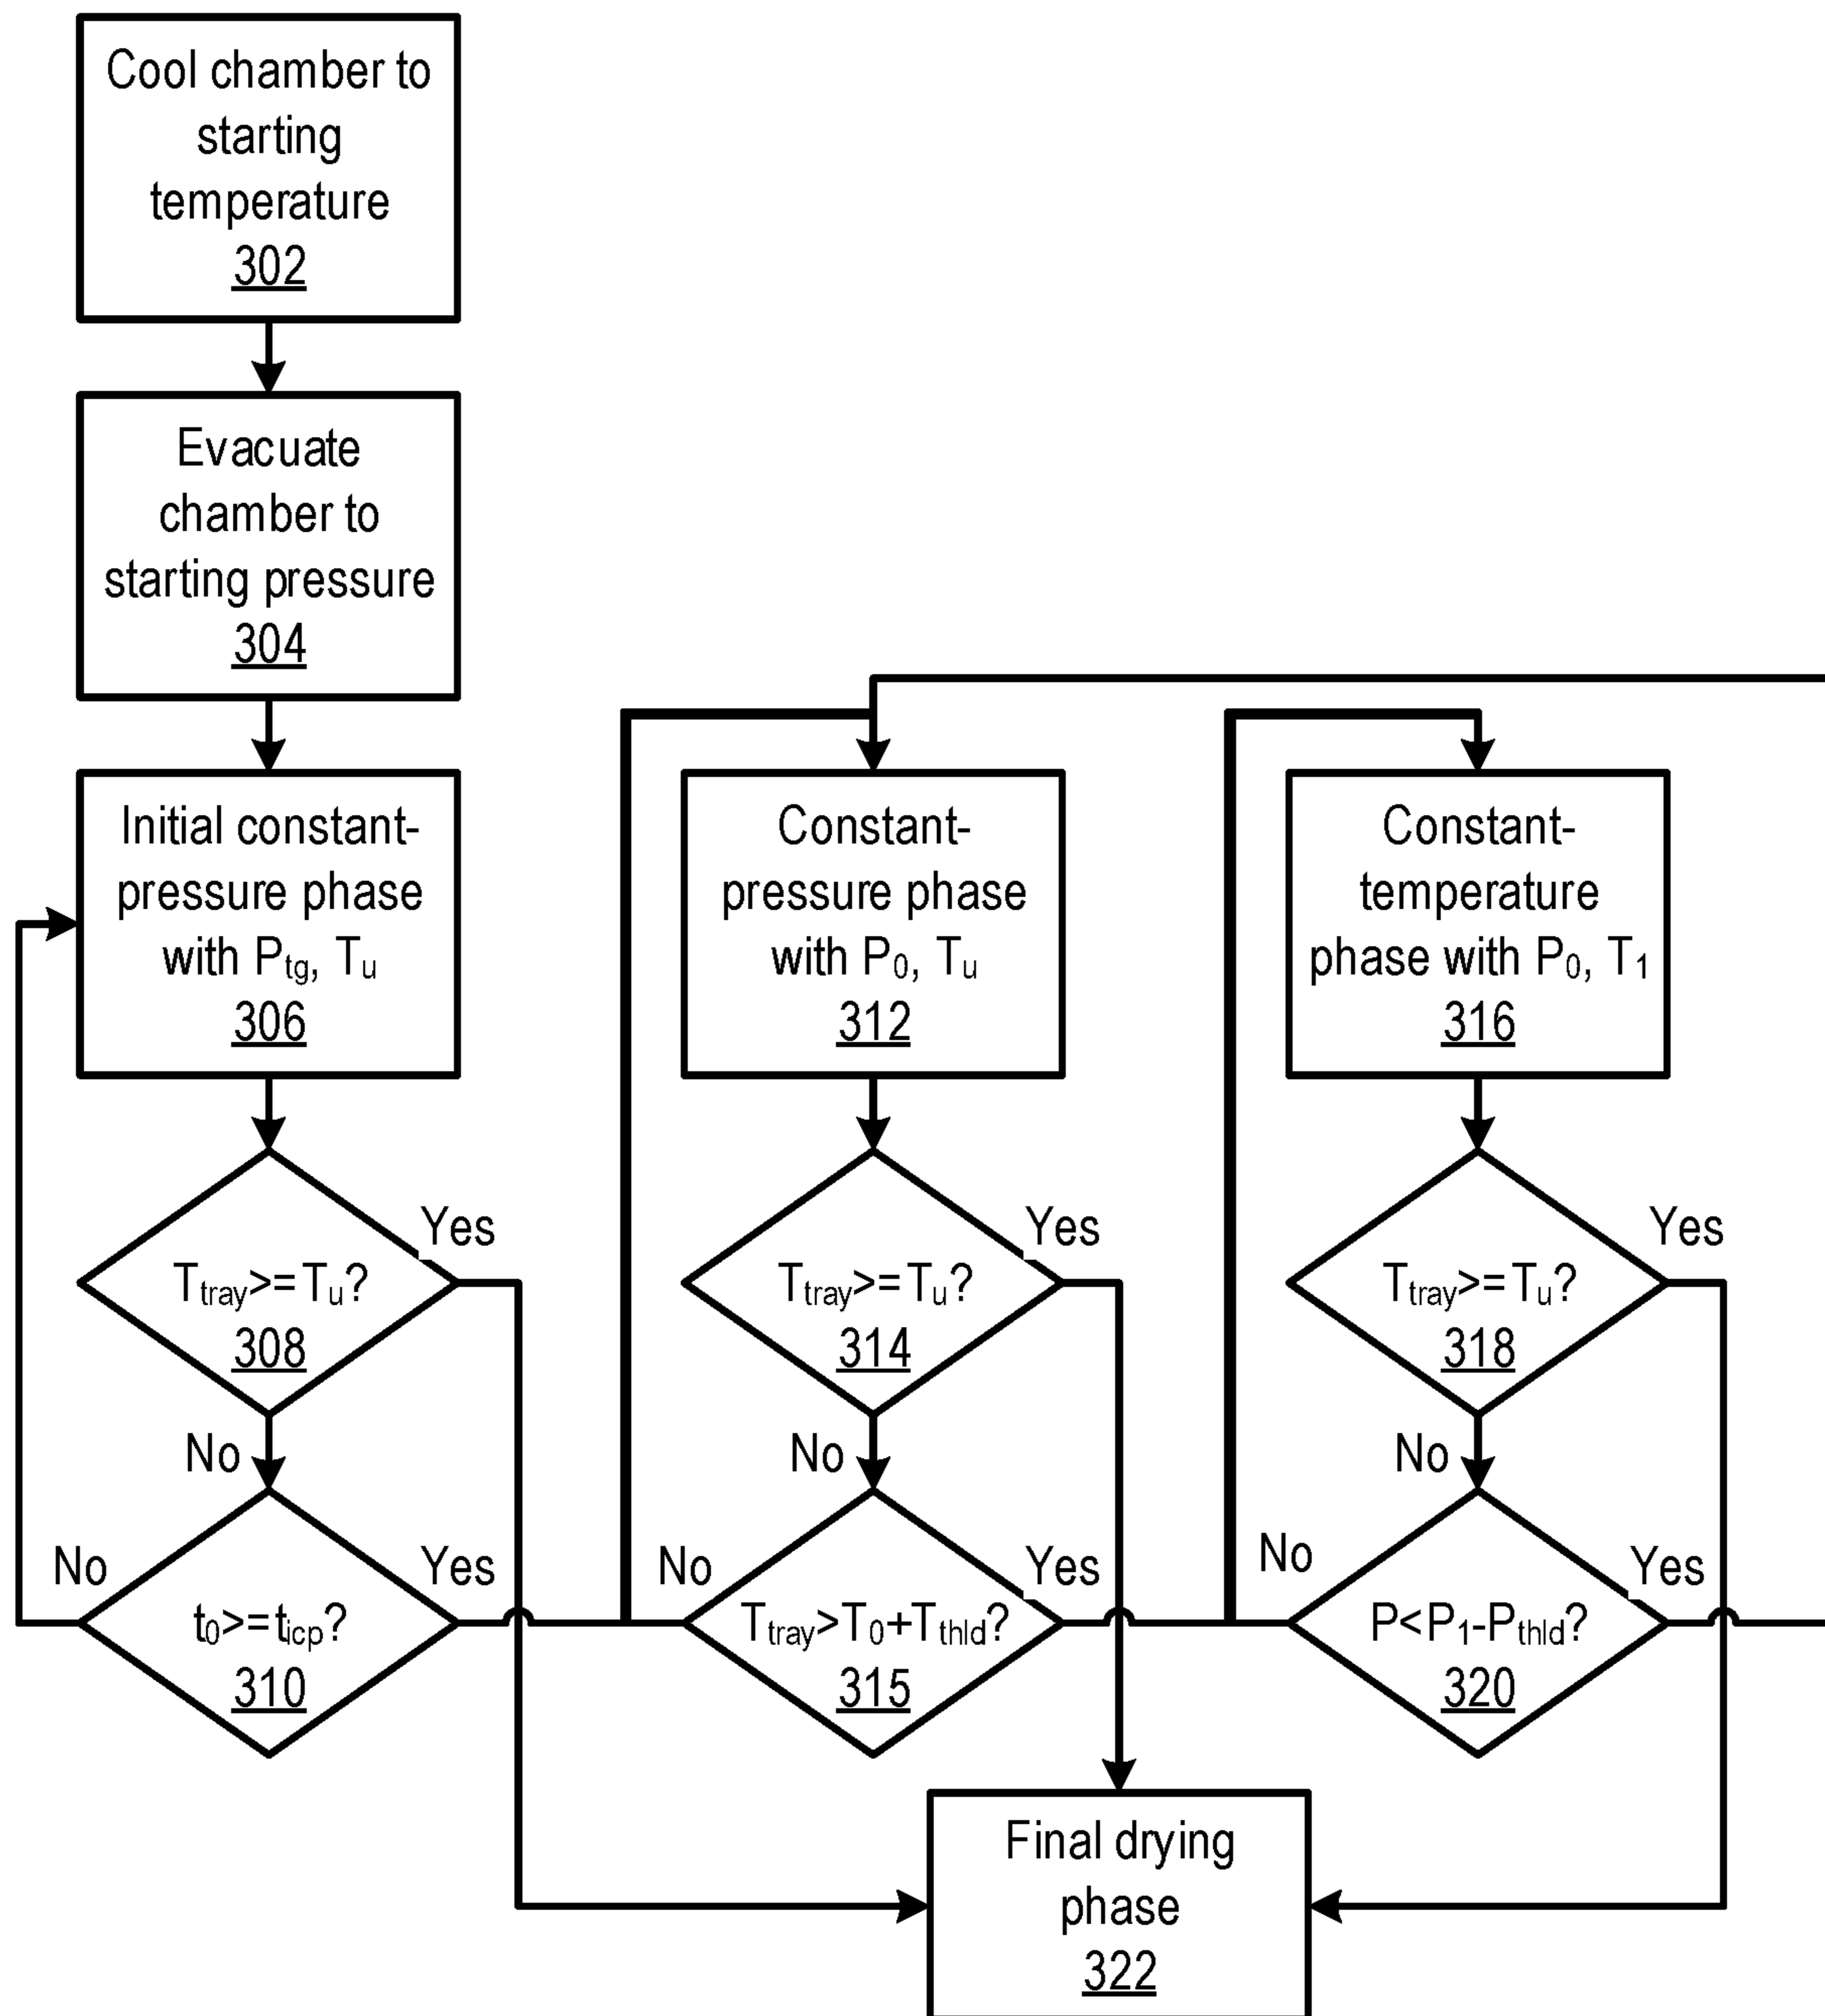 Cool chamber to
starting
temperature
302
Evacuate
chamber to
starting pressure
304
Initial constant-
pressure phase
with Ptg, Tu
306
Ttray>=Tu?
308
Yes
No
t0>=ticp?
310
No
Yes
Constant-
pressure phase
with P0, Tu
312
Ttray>=Tu?
314
Yes
No
Ttray>T0+Tthld?
315
No
Yes
Constant-
temperature
phase with P0, T1
316
Ttray>=Tu?
318
Yes
No
P<P1-Pthld?
320
No
Yes
Final drying
phase
322